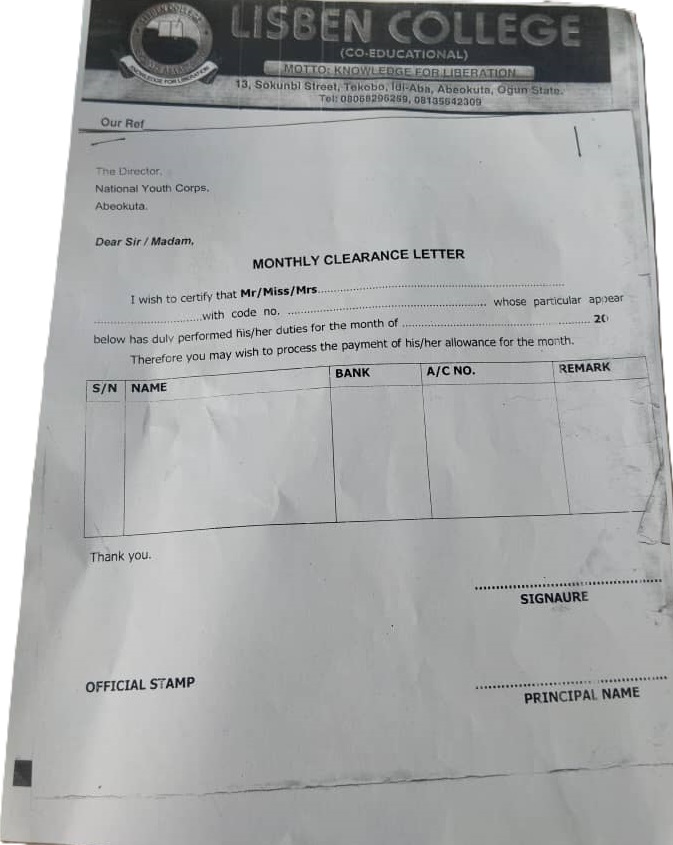 LISBEN COLLEGE
(CO-EDUCATIONAL)
MOTTO: KNOWLEDGE FOR LIBERATION
KNOWLEDGE FOR LIBERATION
13, Sokunbi Street, Tekobo, Idi-Aba, Abeokuta, Ogun State.
Tel: 08068296269, 08135642309
Our Ref
The Director,
National Youth Corps,
Abeokuta.
Dear Sir / Madam,
MONTHLY CLEARANCE LETTER
I wish to certify that Mr/Miss/Mrs..............................................................
...........................with code no. .................................................. whose particular appear
below has duly performed his/her duties for the month of ............................................... 20
Therefore you may wish to process the payment of his/her allowance for the month.
S/N NAME BANK A/C NO. REMARK
Thank you.
SIGNAURE
OFFICIAL STAMP
PRINCIPAL NAME